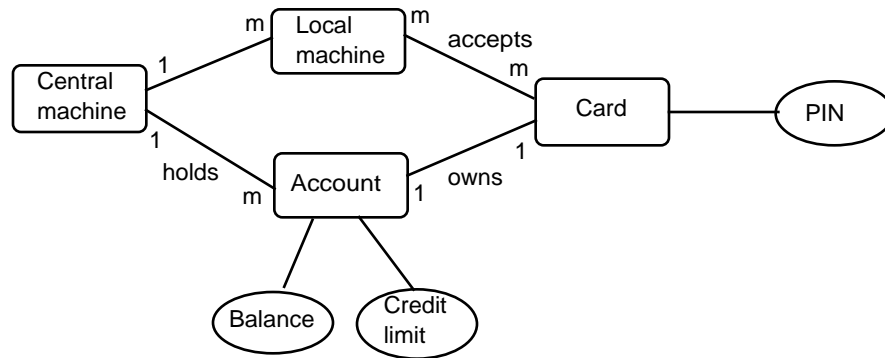 m
Local
machine
m
accepts
1
m
Central
machine
Card
PIN
1
holds
1
m
Account
1
owns
Balance
Credit
limit